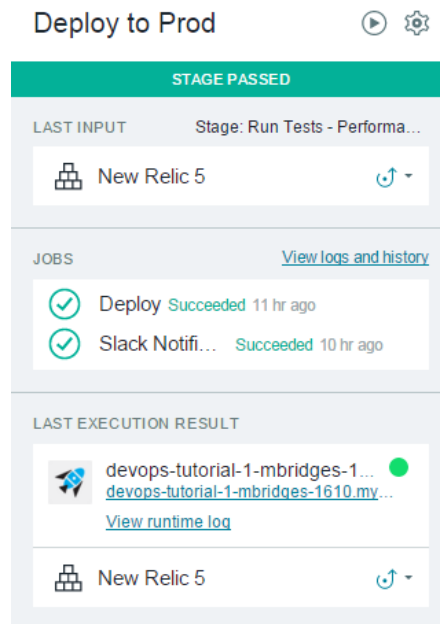 Deploy to Prod
STAGE PASSED
LAST INPUT Stage: Run Tests - Performa...
New Relic 5
JOBS View logs and history
Deploy Succeeded 11 hr ago
Slack Notifi... Succeeded 10 hr ago
LAST EXECUTION RESULT
devops-tutorial-1-mbridges-1...
devops-tutorial-1-mbridges-1610.my...
View runtime log
New Relic 5